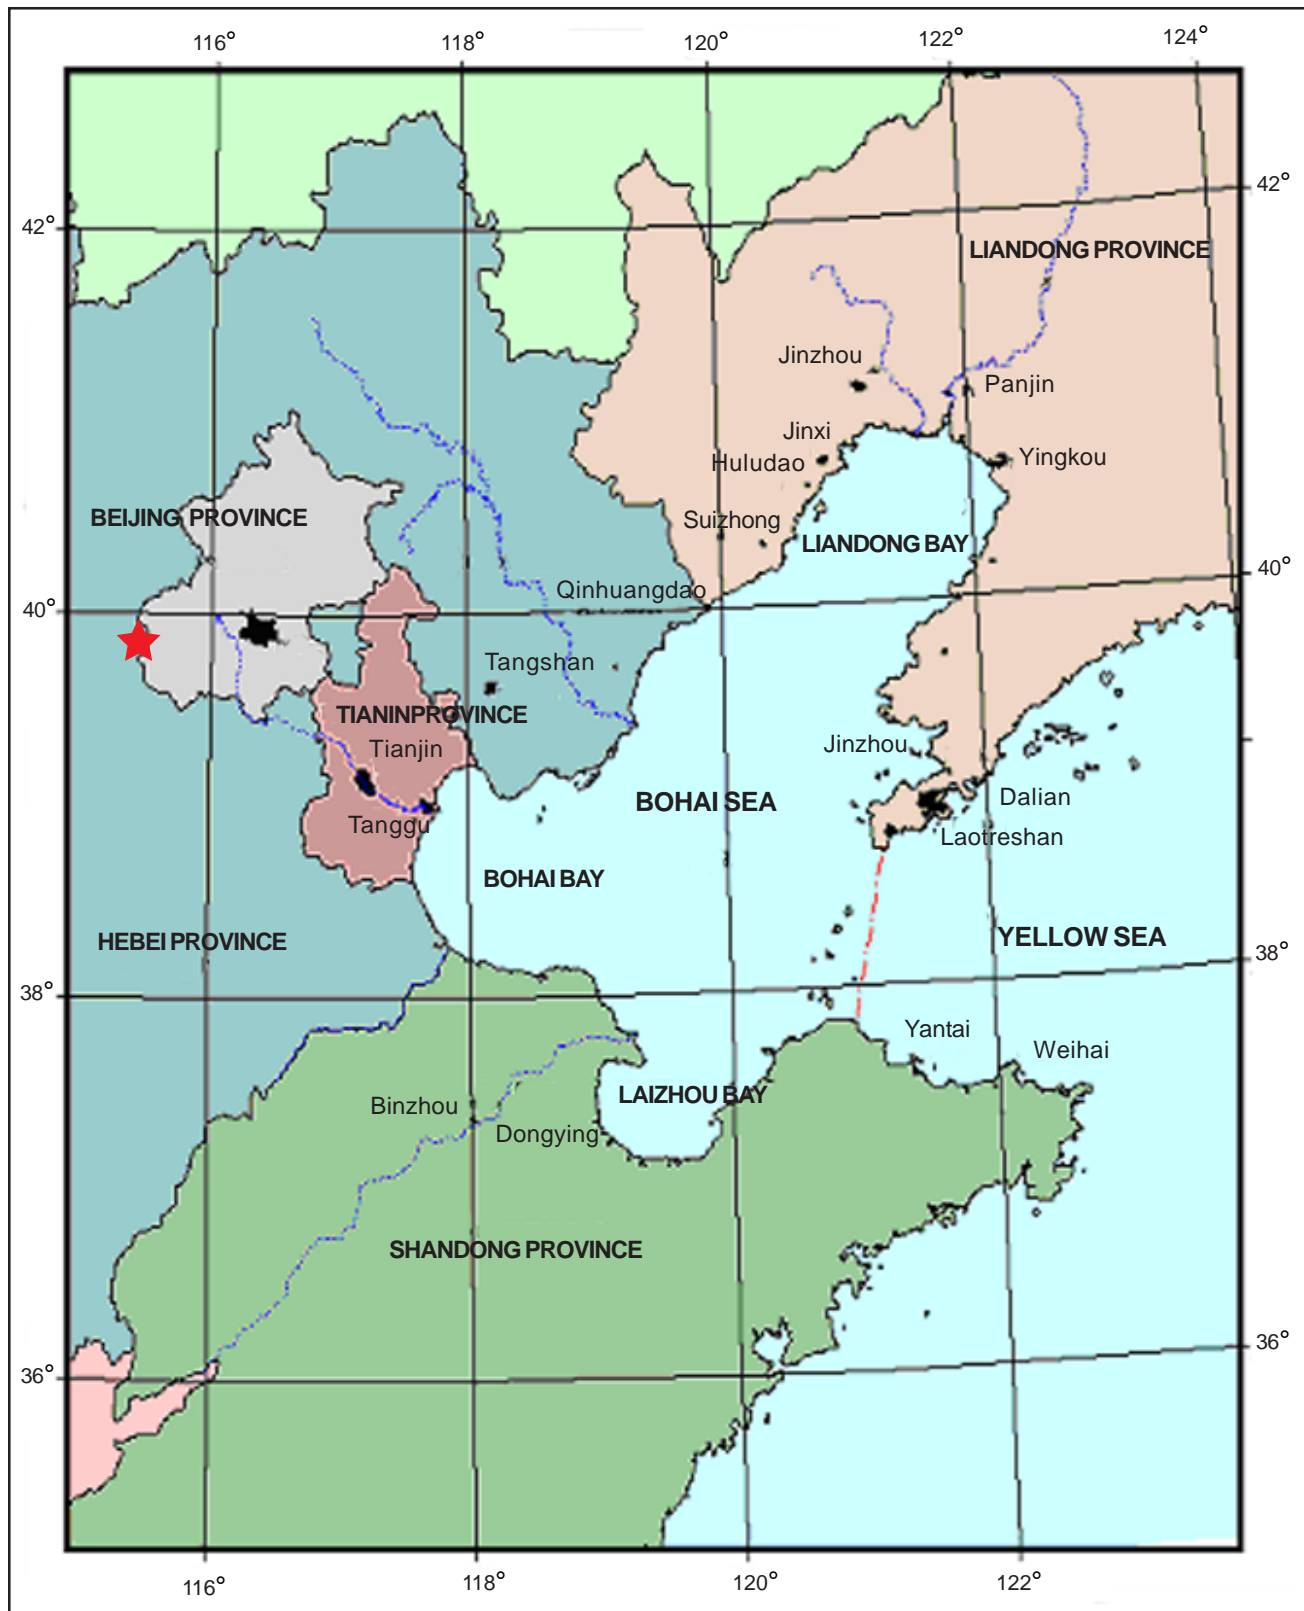 116°
118°
120°
122°
124°
42°
42°
LIANDONG PROVINCE
Jinzhou
Panjin
Jinxi
Huludao
Yingkou
BEIJING PROVINCE
Suizhong
LIANDONG BAY
40°
40°
Qinhuangdao
Tangshan
TIANINPROVINCE
Tianjin
Jinzhou
BOHAI SEA
Dalian
Tanggu
Laotreshan
BOHAI BAY
HEBEI PROVINCE
YELLOW SEA
38°
38°
Yantai
Weihai
LAIZHOU BAY
Binzhou
Dongying
SHANDONG PROVINCE
36°
36°
116°
118°
120°
122°